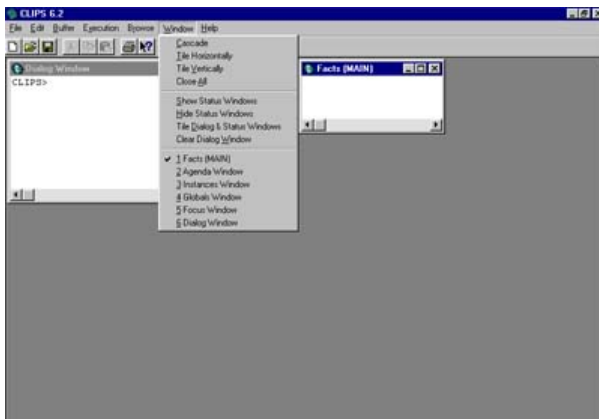 CLIPS 6.2
File Edit Buffer Execution Browse Window Help
Dialog Window
CLIPS>
Cascade
Tile Horizontally
Tile Vertically
Close All
Show Status Windows
Hide Status Windows
Tile Dialog & Status Windows
Clear Dialog Window
✓ 1 Facts (MAIN)
2 Agenda Window
3 Instances Window
4 Globals Window
5 Focus Window
6 Dialog Window
Facts (MAIN)